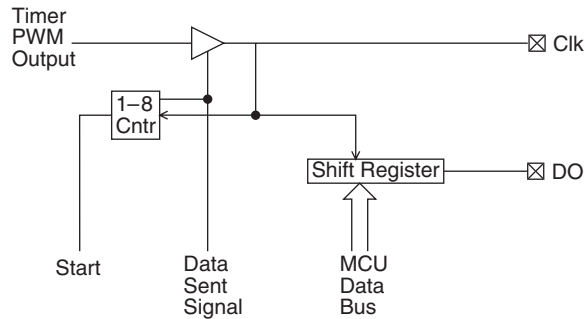 Timer
PWM
Output
Clk
1–8
Cntr
Shift Register
DO
Start
Data
Sent
Signal
MCU
Data
Bus